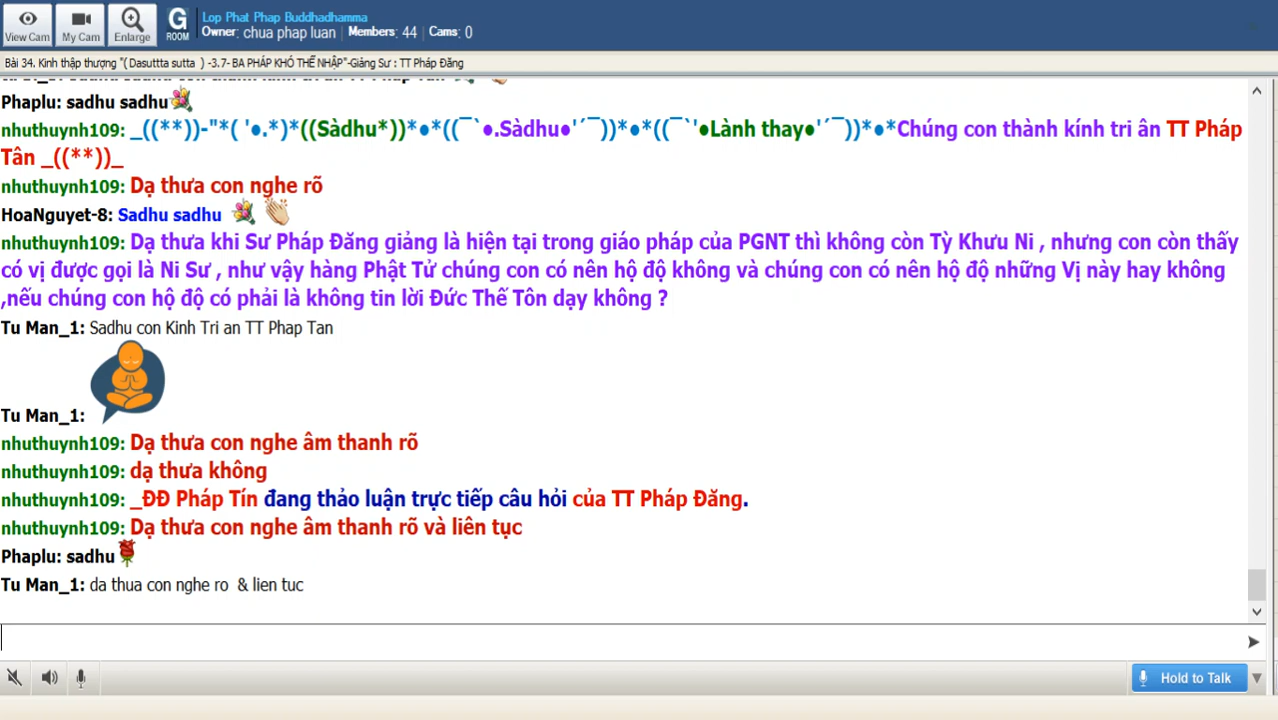 Lop Phat Phap Buddhadhamma
View Cam My Cam Enlarge G ROOM Owner: chua phap luan Members: 44 Cams: 0
Bài 34. Kinh thập thượng "( Dasuttta sutta ) -3.7- BA PHÁP KHÓ THỂ NHẬP"-Giảng Sư : TT Pháp Đăng
Phaplu: sadhu sadhu
nhuthuynh109: _((**))-"*( '●.*)*((Sàdhu*))*●*((¯`●.Sàdhu●'´¯))*●*((¯`'●Lành thay●'´¯))*●*Chúng con thành kính tri ân TT Pháp
Tân _((**))_
nhuthuynh109: Dạ thưa con nghe rõ
HoaNguyet-8: Sadhu sadhu
nhuthuynh109: Dạ thưa khi Sư Pháp Đăng giảng là hiện tại trong giáo pháp của PGNT thì không còn Tỳ Khưu Ni , nhưng con còn thấy
có vị được gọi là Ni Sư , như vậy hàng Phật Tử chúng con có nên hộ độ không và chúng con có nên hộ độ những Vị này hay không
,nếu chúng con hộ độ có phải là không tin lời Đức Thế Tôn dạy không ?
Tu Man_1: Sadhu con Kinh Tri an TT Phap Tan
Tu Man_1:
nhuthuynh109: Dạ thưa con nghe âm thanh rõ
nhuthuynh109: dạ thưa không
nhuthuynh109: _ĐĐ Pháp Tín đang thảo luận trực tiếp câu hỏi của TT Pháp Đăng.
nhuthuynh109: Dạ thưa con nghe âm thanh rõ và liên tục
Phaplu: sadhu
Tu Man_1: da thua con nghe ro & lien tuc
Hold to Talk